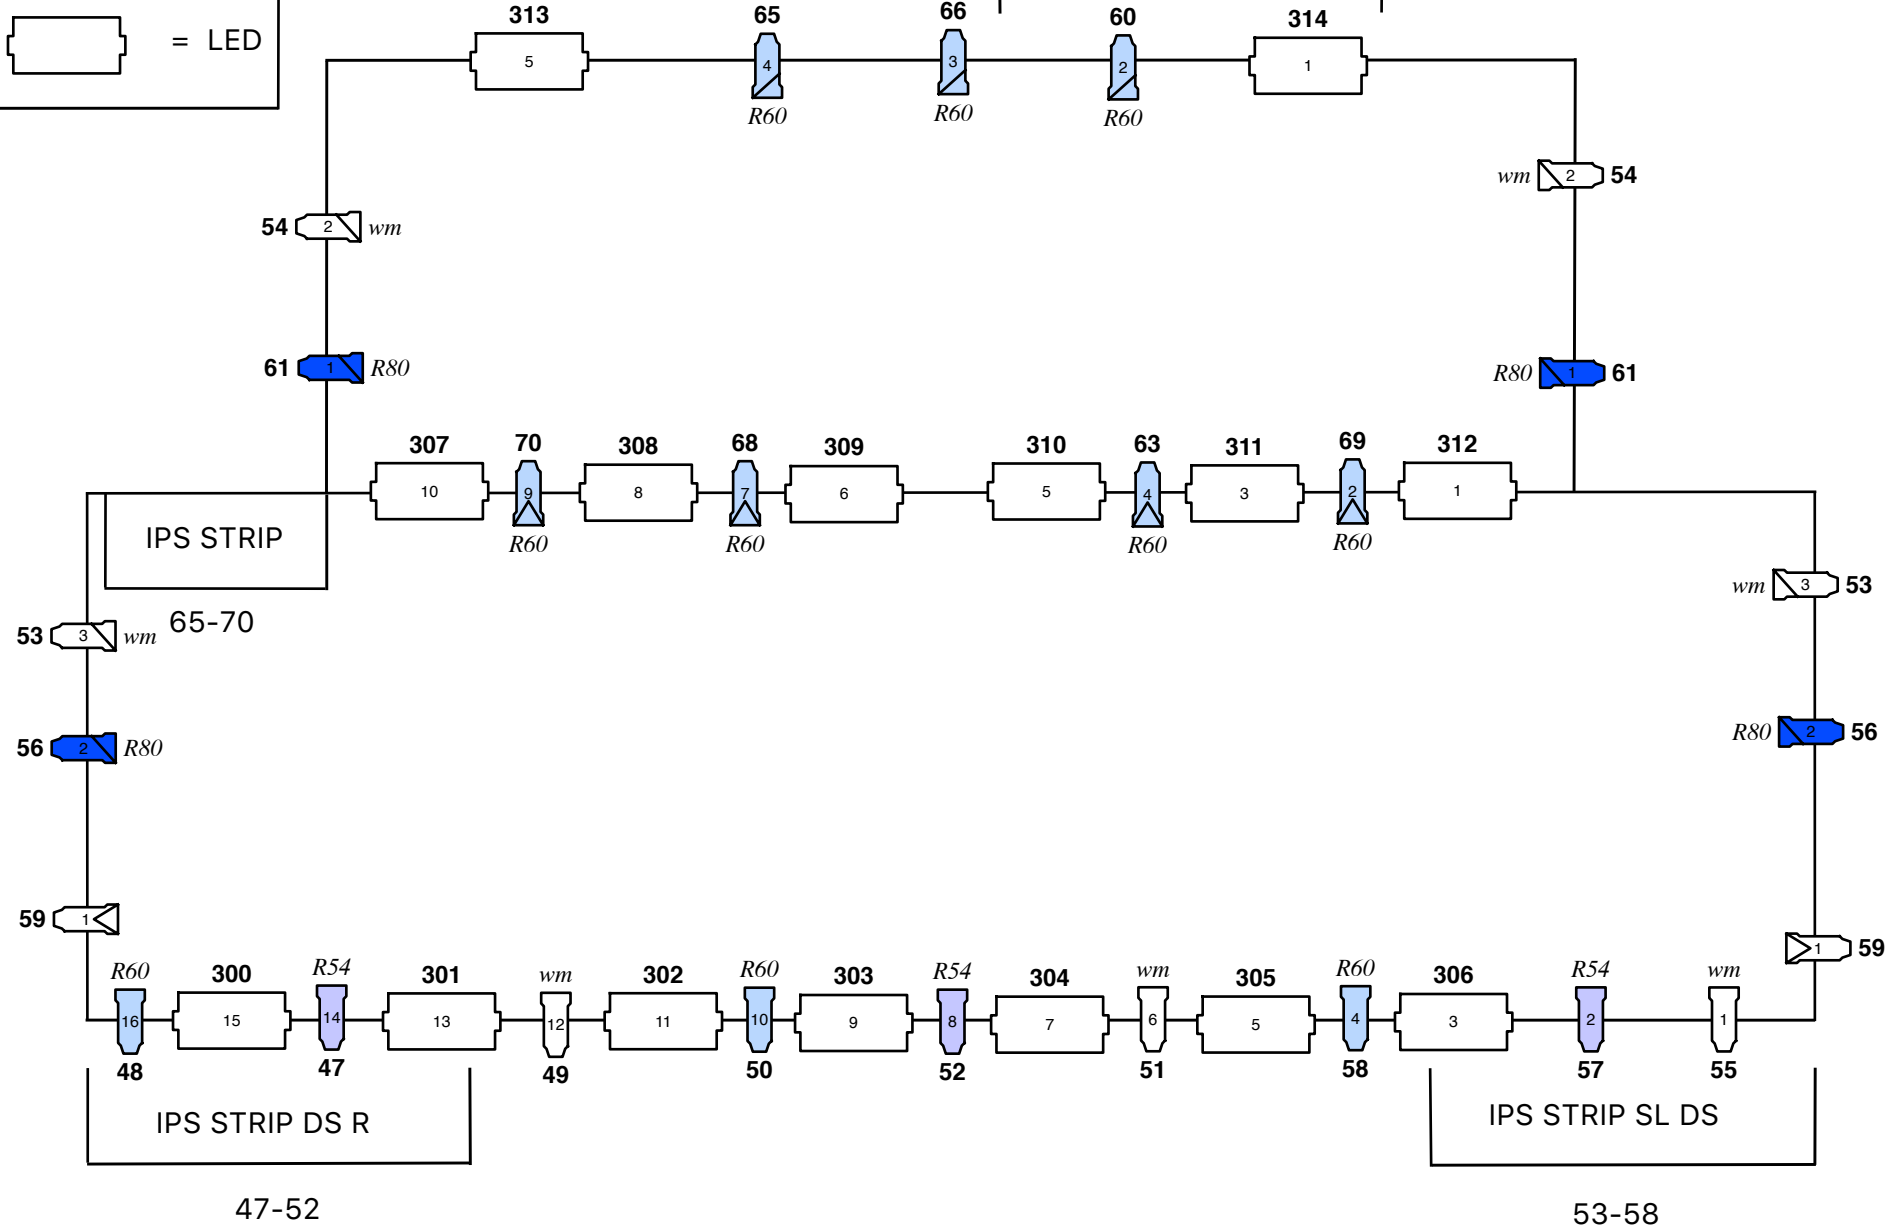 = LED
313 65 66 60 314
5 4 3 2 1
R60 R60 R60
wm 2 54
54 2 wm
61 1 R80
R80 1 61
307 70 308 68 309 310 63 311 69 312
10 9 8 7 6 5 4 3 2 1
R60 R60 R60 R60
IPS STRIP
65-70
wm 3 53
53 3 wm
R80 2 56
56 2 R80
59 1
1 59
R60 300 R54 301 wm 302 R60 303 R54 304 wm 305 R60 306 R54 wm
16 15 14 13 12 11 10 9 8 7 6 5 4 3 2 1
48 47 49 50 52 51 58 57 55
IPS STRIP DS R
IPS STRIP SL DS
47-52
53-58